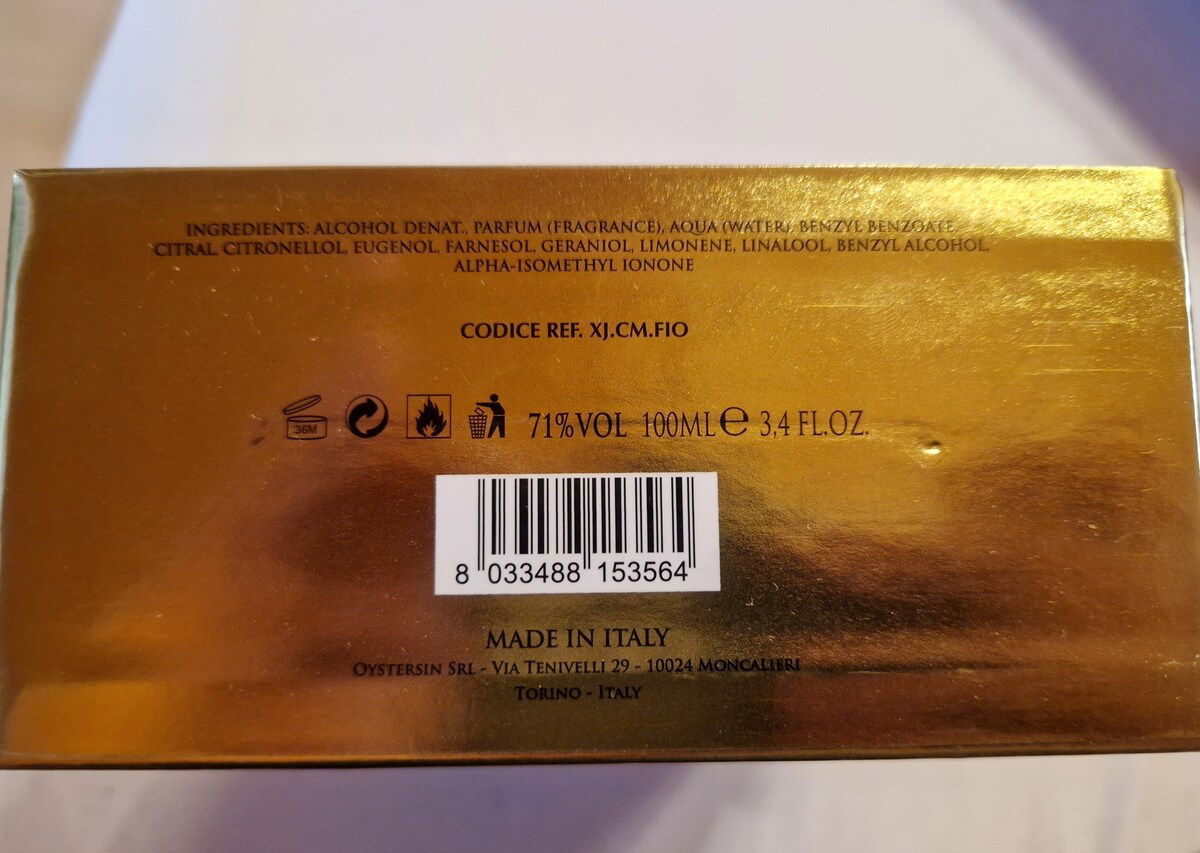 INGREDIENTS: ALCOHOL DENAT., PARFUM (FRAGRANCE), AQUA (WATER), BENZYL BENZOATE,
CITRAL, CITRONELLOL, EUGENOL, FARNESOL, GERANIOL, LIMONENE, LINALOOL, BENZYL ALCOHOL,
ALPHA-ISOMETHYL IONONE
CODICE REF. XJ.CM.FIO
36M 71%VOL 100ML ℮ 3,4 FL.OZ.
8 033488 153564
MADE IN ITALY
OYSTERSIN SRL - VIA TENIVELLI 29 - 10024 MONCALIERI
TORINO - ITALY